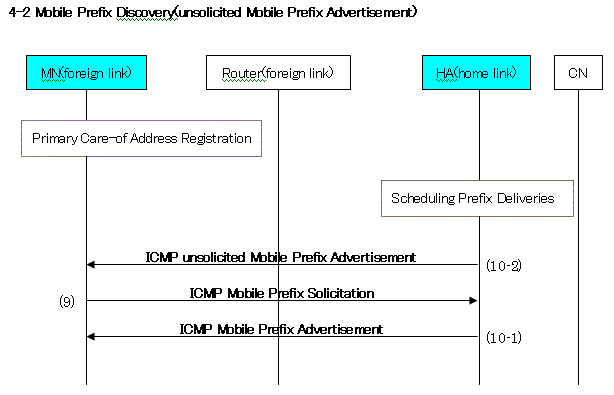 4-2 Mobile Prefix Discovery(unsolicited Mobile Prefix Advertisement)
MN(foreign link)
Router(foreign link)
HA(home link)
CN
Primary Care-of Address Registration
Scheduling Prefix Deliveries
ICMP unsolicited Mobile Prefix Advertisement
(10-2)
(9)
ICMP Mobile Prefix Solicitation
ICMP Mobile Prefix Advertisement
(10-1)